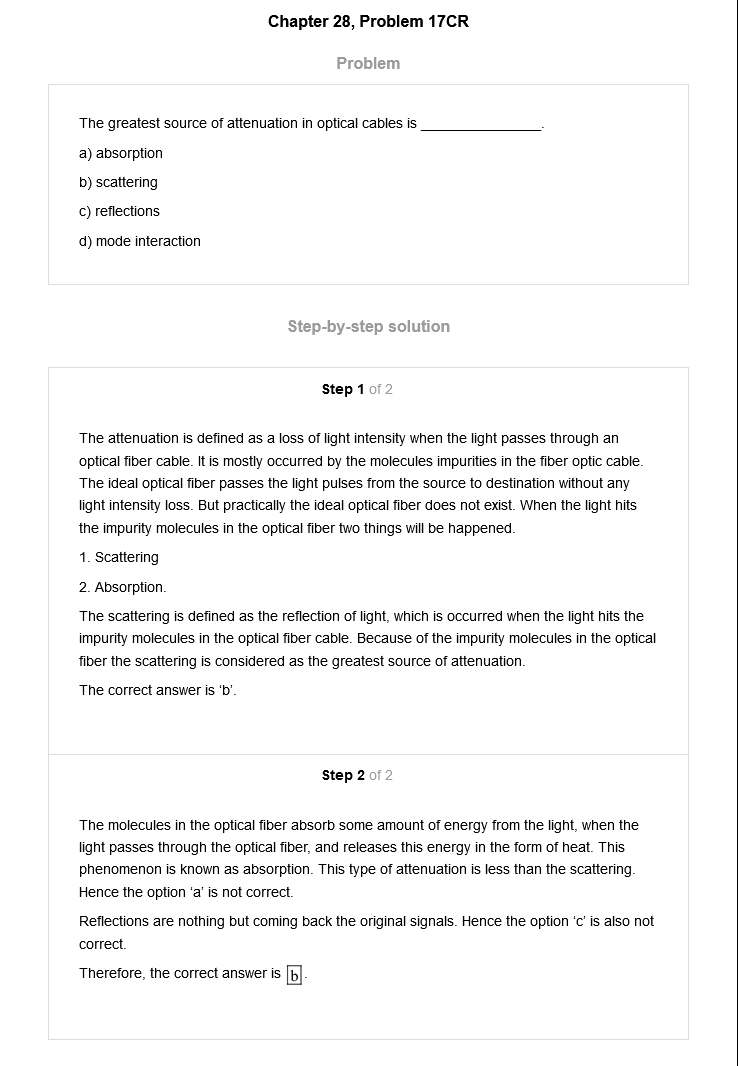 Chapter 28, Problem 17CR
Problem
The greatest source of attenuation in optical cables is _______________.
a) absorption
b) scattering
c) reflections
d) mode interaction
Step-by-step solution
Step 1 of 2
The attenuation is defined as a loss of light intensity when the light passes through an
optical fiber cable. It is mostly occurred by the molecules impurities in the fiber optic cable.
The ideal optical fiber passes the light pulses from the source to destination without any
light intensity loss. But practically the ideal optical fiber does not exist. When the light hits
the impurity molecules in the optical fiber two things will be happened.
1. Scattering
2. Absorption.
The scattering is defined as the reflection of light, which is occurred when the light hits the
impurity molecules in the optical fiber cable. Because of the impurity molecules in the optical
fiber the scattering is considered as the greatest source of attenuation.
The correct answer is ‘b’.
Step 2 of 2
The molecules in the optical fiber absorb some amount of energy from the light, when the
light passes through the optical fiber, and releases this energy in the form of heat. This
phenomenon is known as absorption. This type of attenuation is less than the scattering.
Hence the option ‘a’ is not correct.
Reflections are nothing but coming back the original signals. Hence the option ‘c’ is also not
correct.
Therefore, the correct answer is b.